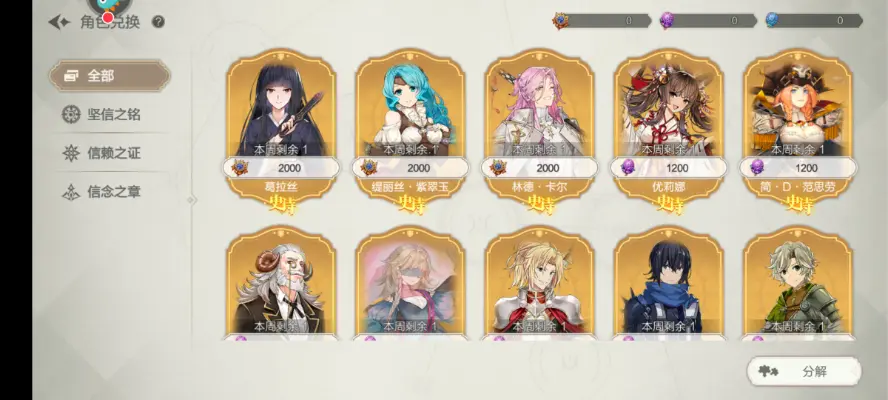 角色兑换 ?
0 0 0
全部
坚信之铭
信赖之证
信念之章
本周剩余 1 本周剩余:1 本周剩余 1 本周剩余 1 本周剩余 1
2000 2000 2000 1200 1200
葛拉丝 缇丽丝·紫翠玉 林德·卡尔 优莉娜 简·D·范思劳
史诗 史诗 史诗 史诗 史诗
本周剩余 1 本周剩余 1 本周剩余 1 本周剩余 1 本周剩余 1
分解